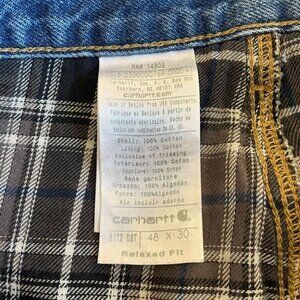 RN# 14806
Carhartt, Inc. P.O. Box 600
Dearborn, MI 48121 USA
carhartt.com
Made in Mexico from USA components
Fabriqué au Mexique à partir de
Hecho en México
con componentes de EE. UU.
Shell: 100% Cotton
Lining: 100% Cotton
Exclusive of Trimming
Extérieur: 100% Coton
Doublure: 100% Coton
Sans garniture
Armazón: 100% Algodón
Forro: 100% Algodón
Sin incluir adorno
carhartt
B172 DST
48 X 30
Relaxed Fit